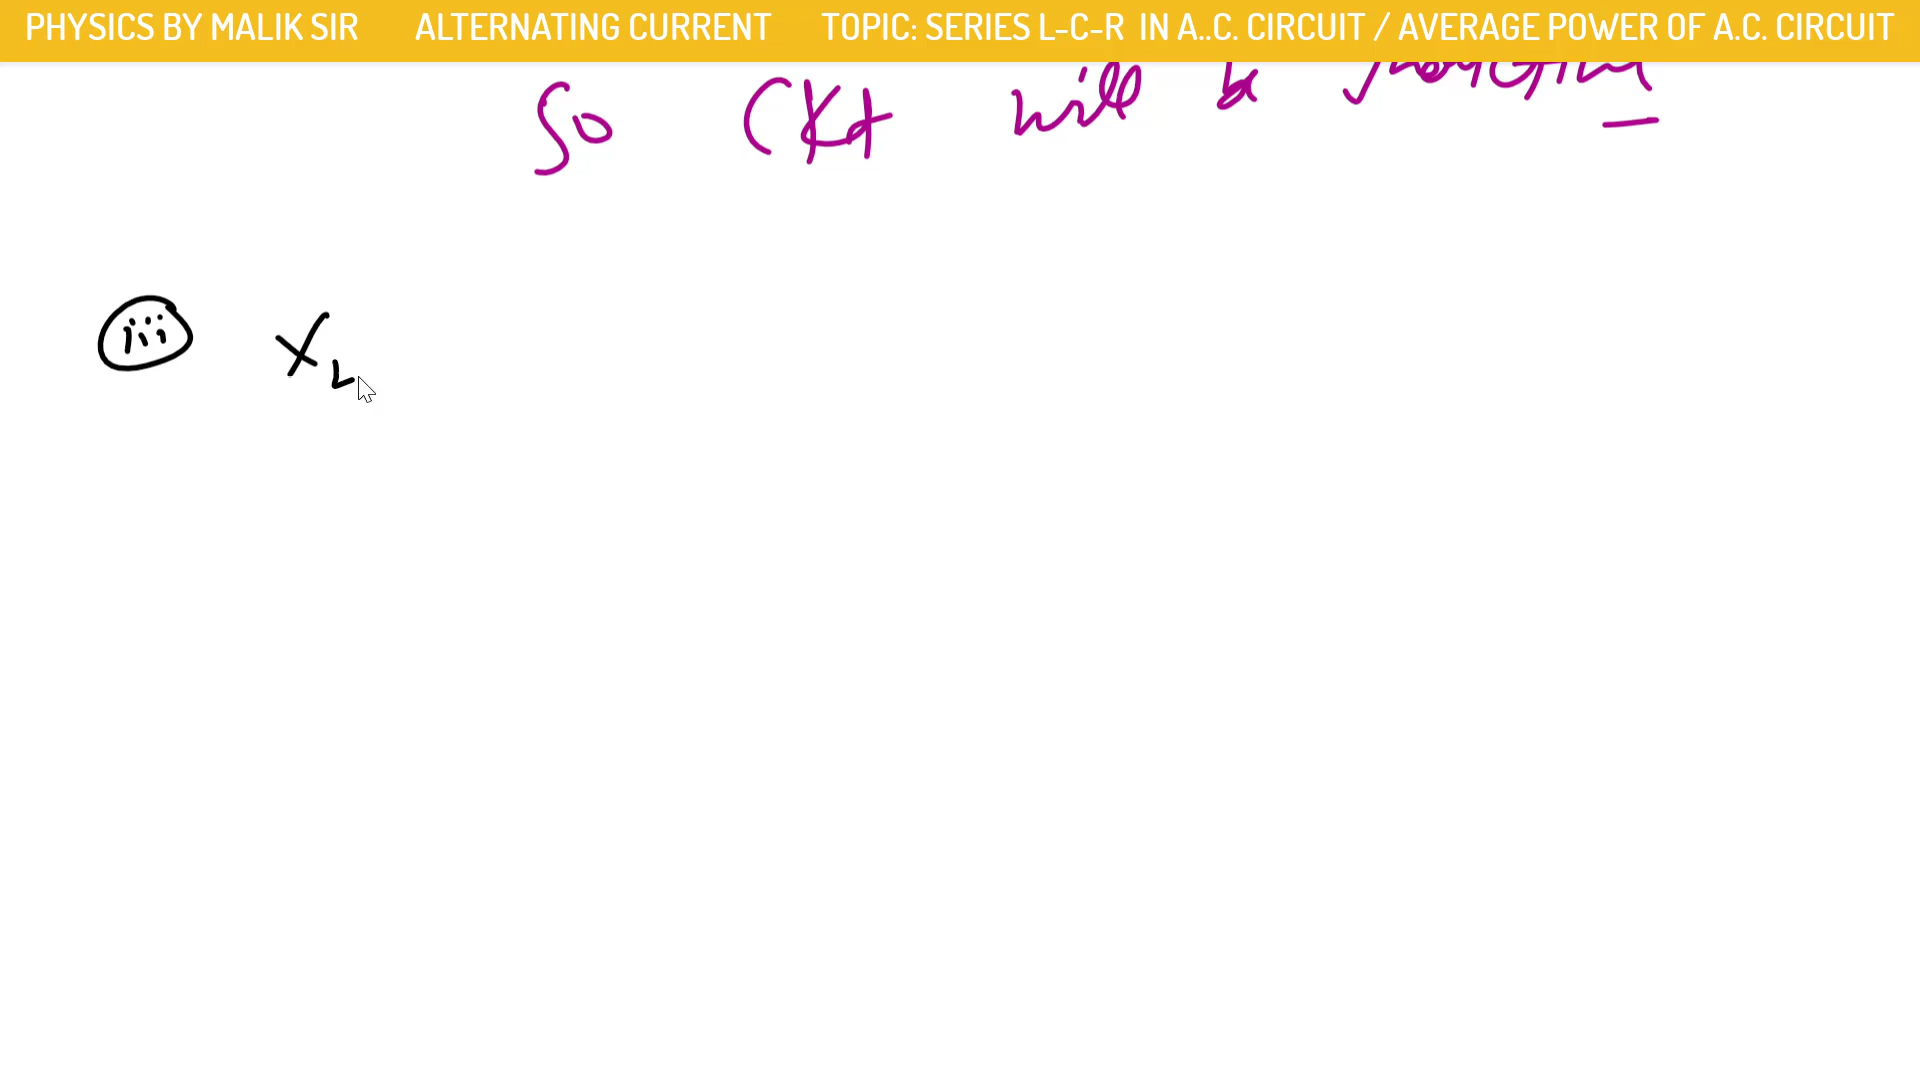 PHYSICS BY MALIK SIR ALTERNATING CURRENT TOPIC: SERIES L-C-R IN A..C. CIRCUIT / AVERAGE POWER OF A.C. CIRCUIT
So CKt will be
iii X_L